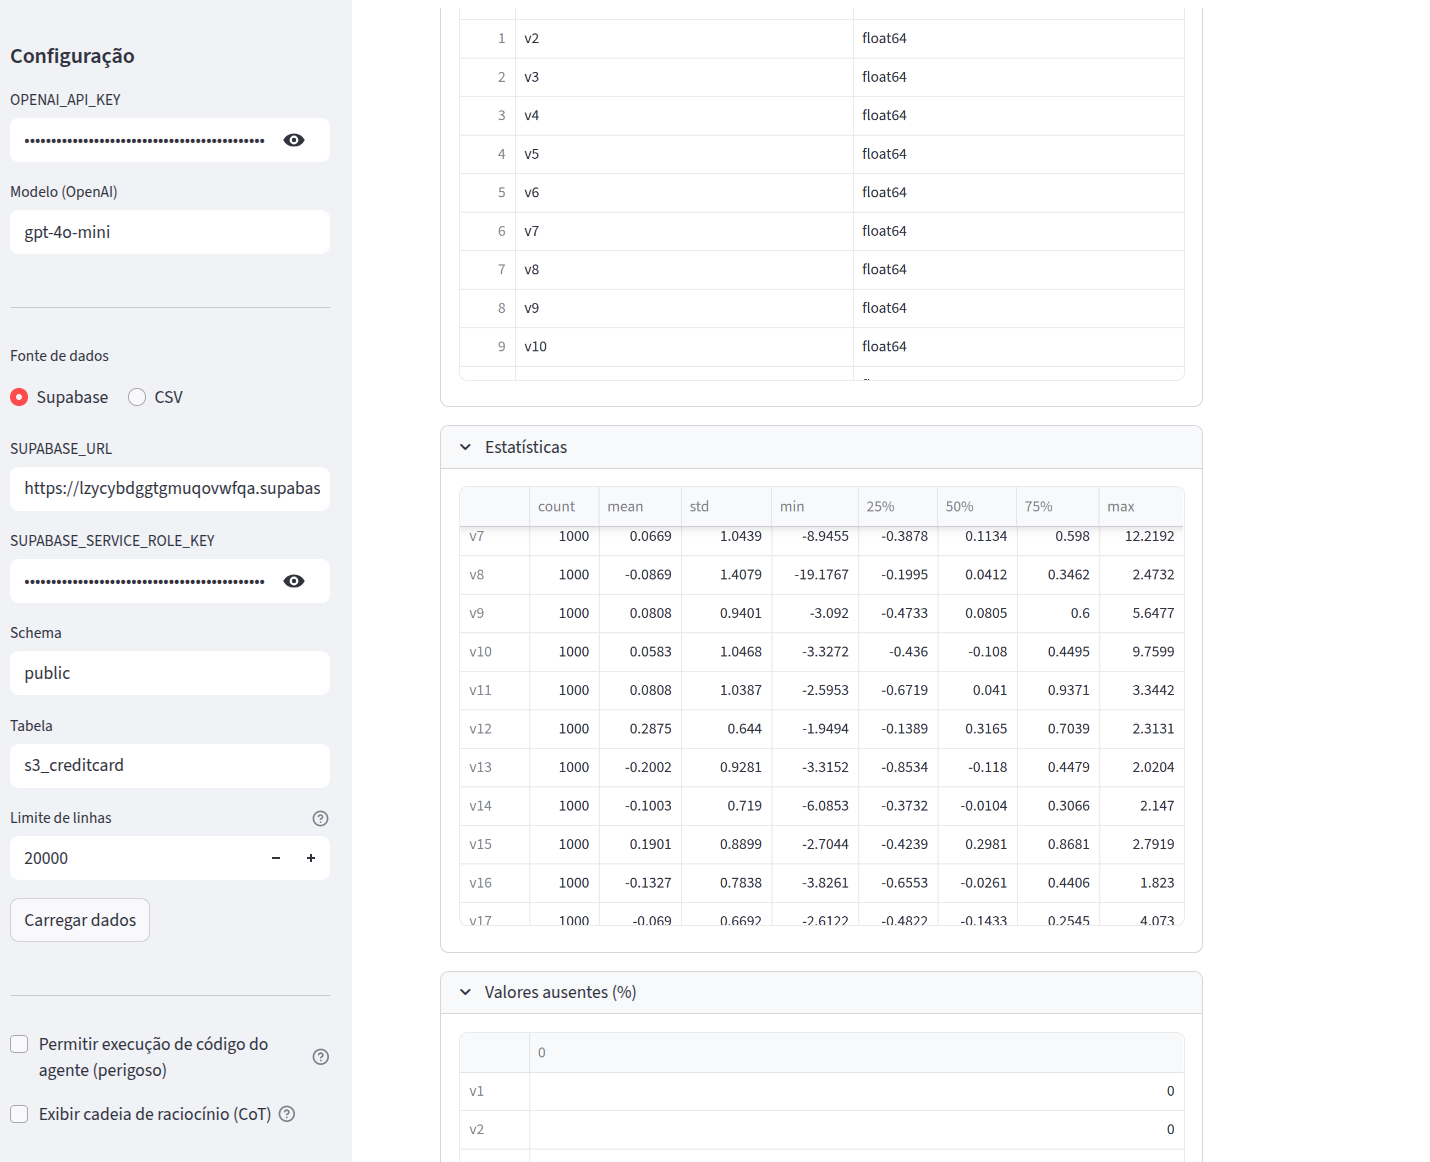 Configuração
OPENAI_API_KEY
••••••••••••••••••••••••••••••••••••••••••••••
Modelo (OpenAI)
gpt-4o-mini
Fonte de dados
Supabase CSV
SUPABASE_URL
https://lzycybdggtgmuqovwfqa.supabas
SUPABASE_SERVICE_ROLE_KEY
••••••••••••••••••••••••••••••••••••••••••••••
Schema
public
Tabela
s3_creditcard
Limite de linhas
20000 − +
Carregar dados
Permitir execução de código do
agente (perigoso)
Exibir cadeia de raciocínio (CoT)
1 v2 float64
2 v3 float64
3 v4 float64
4 v5 float64
5 v6 float64
6 v7 float64
7 v8 float64
8 v9 float64
9 v10 float64
Estatísticas
count mean std min 25% 50% 75% max
v7 1000 0.0669 1.0439 -8.9455 -0.3878 0.1134 0.598 12.2192
v8 1000 -0.0869 1.4079 -19.1767 -0.1995 0.0412 0.3462 2.4732
v9 1000 0.0808 0.9401 -3.092 -0.4733 0.0805 0.6 5.6477
v10 1000 0.0583 1.0468 -3.3272 -0.436 -0.108 0.4495 9.7599
v11 1000 0.0808 1.0387 -2.5953 -0.6719 0.041 0.9371 3.3442
v12 1000 0.2875 0.644 -1.9494 -0.1389 0.3165 0.7039 2.3131
v13 1000 -0.2002 0.9281 -3.3152 -0.8534 -0.118 0.4479 2.0204
v14 1000 -0.1003 0.719 -6.0853 -0.3732 -0.0104 0.3066 2.147
v15 1000 0.1901 0.8899 -2.7044 -0.4239 0.2981 0.8681 2.7919
v16 1000 -0.1327 0.7838 -3.8261 -0.6553 -0.0261 0.4406 1.823
v17 1000 -0.069 0.6692 -2.6122 -0.4822 -0.1433 0.2545 4.073
Valores ausentes (%)
0
v1 0
v2 0